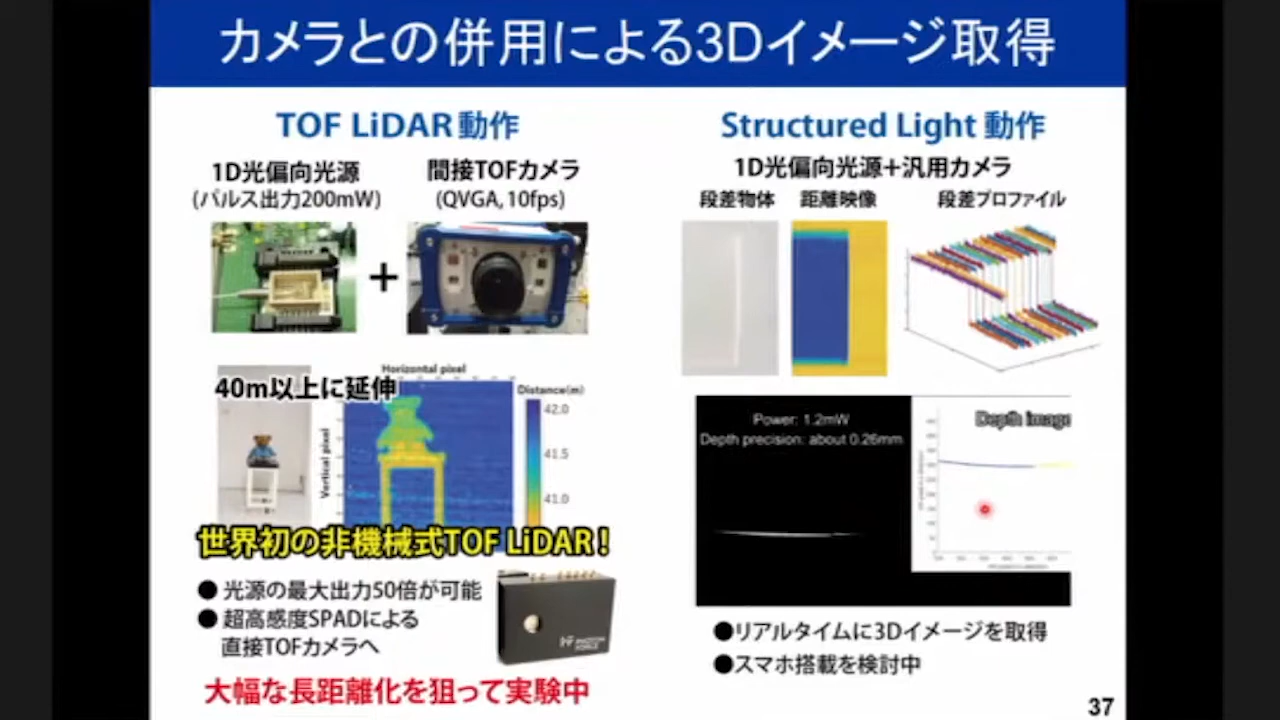 カメラとの併用による3Dイメージ取得
TOF LiDAR 動作
1D光偏向光源
(パルス出力200mW)
+
間接TOFカメラ
(QVGA, 10fps)
40m以上に延伸
Horizontal pixel
Vertical pixel
Distance(m)
42.0
41.5
41.0
世界初の非機械式TOF LiDAR!
● 光源の最大出力50倍が可能
● 超高感度SPADによる
直接TOFカメラへ
PHOTON FORCE
大幅な長距離化を狙って実験中
Structured Light 動作
1D光偏向光源+汎用カメラ
段差物体
距離映像
段差プロファイル
Power: 1.2mW
Depth precision: about 0.26mm
Depth image
●リアルタイムに3Dイメージを取得
●スマホ搭載を検討中
37